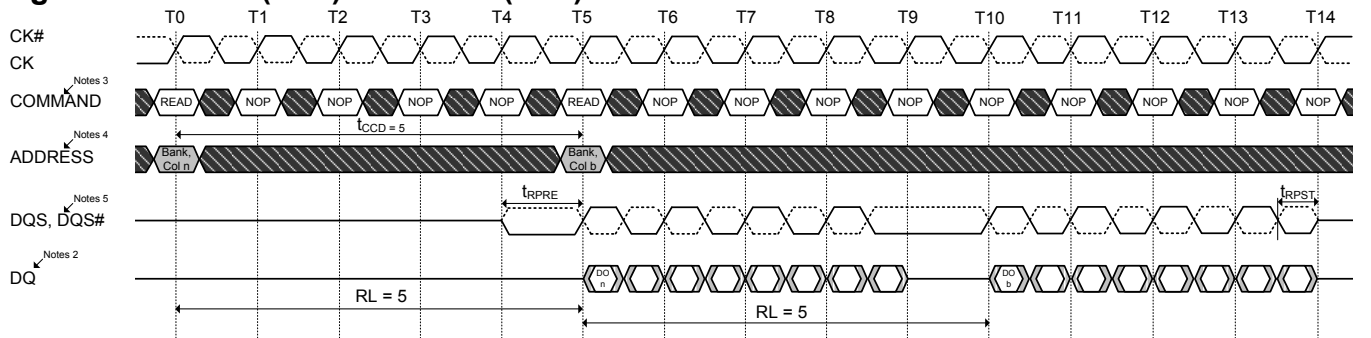 T0 T1 T2 T3 T4 T5 T6 T7 T8 T9 T10 T11 T12 T13 T14
CK#
CK
Notes 3
COMMAND READ NOP NOP NOP NOP READ NOP NOP NOP NOP NOP NOP NOP NOP NOP
tCCD = 5
Notes 4
ADDRESS Bank, Col n Bank, Col b
tRPRE tRPST
Notes 5
DQS, DQS#
Notes 2
DQ DO n DO b
RL = 5
RL = 5